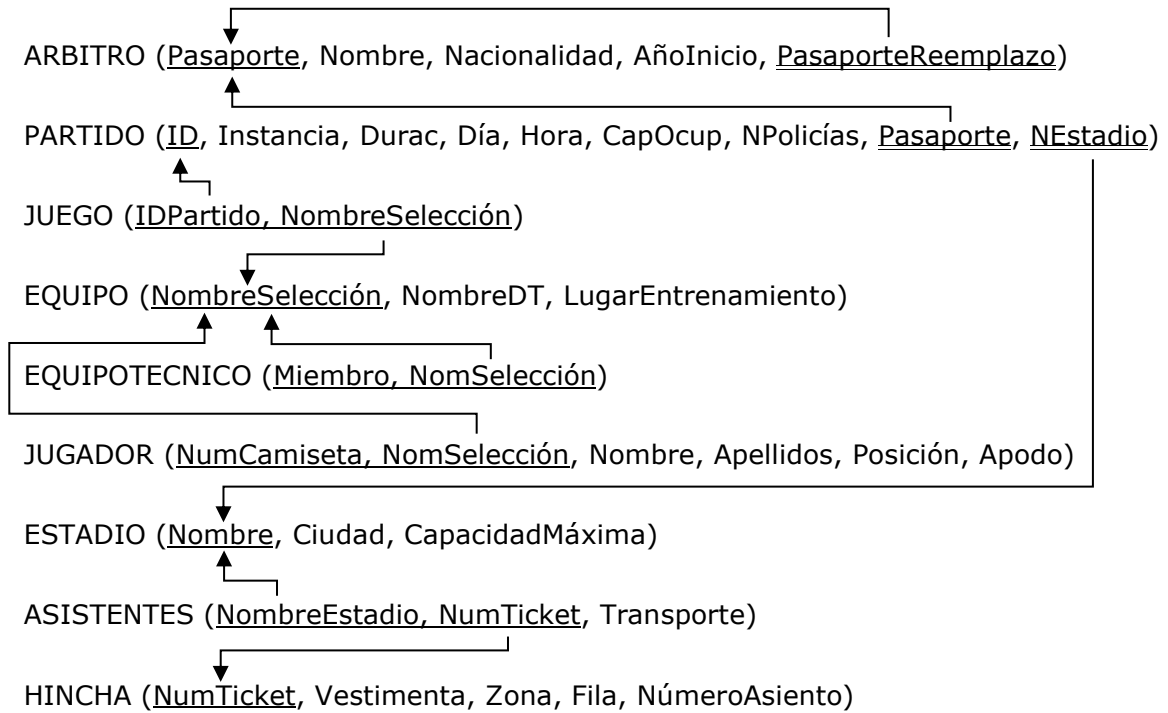 ARBITRO (Pasaporte, Nombre, Nacionalidad, AñoInicio, PasaporteReemplazo)
PARTIDO (ID, Instancia, Durac, Día, Hora, CapOcup, NPolicías, Pasaporte, NEstadio)
JUEGO (IDPartido, NombreSelección)
EQUIPO (NombreSelección, NombreDT, LugarEntrenamiento)
EQUIPOTECNICO (Miembro, NomSelección)
JUGADOR (NumCamiseta, NomSelección, Nombre, Apellidos, Posición, Apodo)
ESTADIO (Nombre, Ciudad, CapacidadMáxima)
ASISTENTES (NombreEstadio, NumTicket, Transporte)
HINCHA (NumTicket, Vestimenta, Zona, Fila, NúmeroAsiento)